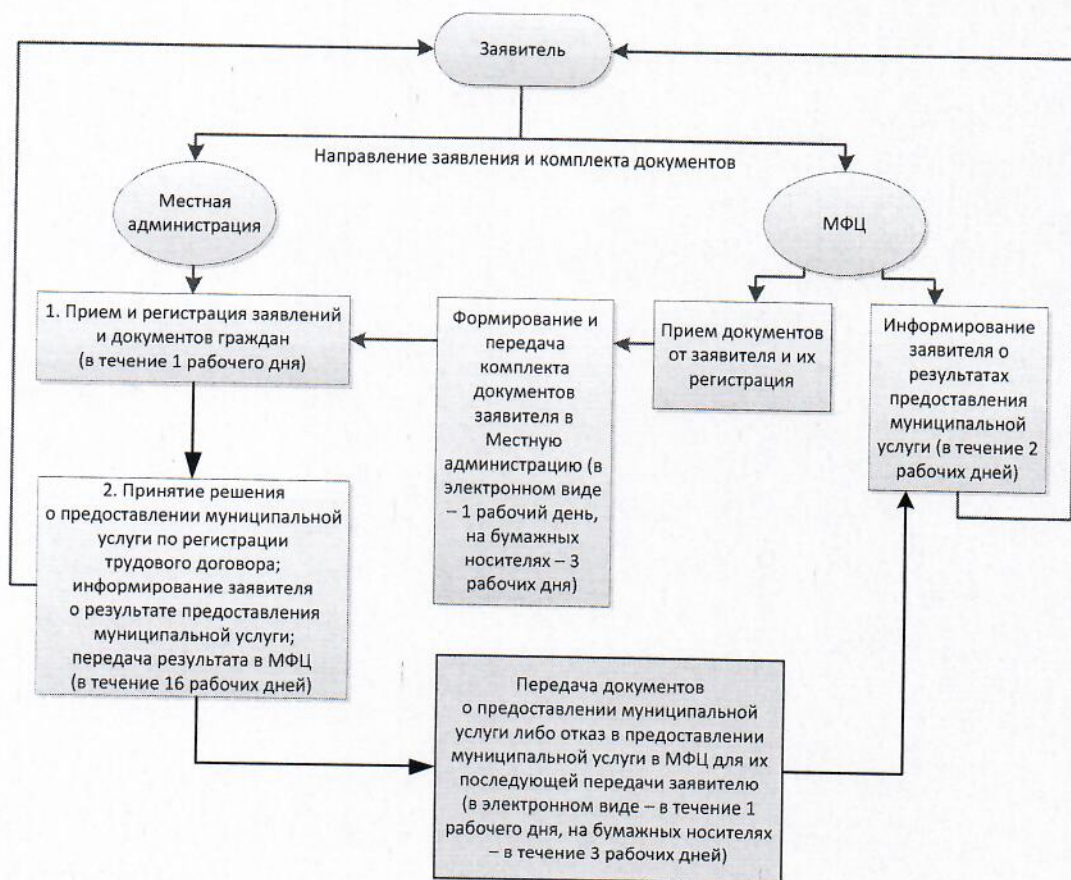 Заявитель
Направление заявления и комплекта документов
Местная
администрация
МФЦ
1. Прием и регистрация заявлений
и документов граждан
(в течение 1 рабочего дня)
Формирование и
передача
комплекта
документов
заявителя в
Местную
администрацию (в
электронном виде
– 1 рабочий день,
на бумажных
носителях – 3
рабочих дня)
Прием документов
от заявителя и их
регистрация
Информирование
заявителя о
результатах
предоставления
муниципальной
услуги (в течение 2
рабочих дней)
2. Принятие решения
о предоставлении муниципальной
услуги по регистрации
трудового договора;
информирование заявителя
о результате предоставления
муниципальной услуги;
передача результата в МФЦ
(в течение 16 рабочих дней)
Передача документов
о предоставлении муниципальной
услуги либо отказ в предоставлении
муниципальной услуги в МФЦ для их
последующей передачи заявителю
(в электронном виде – в течение 1
рабочего дня, на бумажных носителях
– в течение 3 рабочих дней)